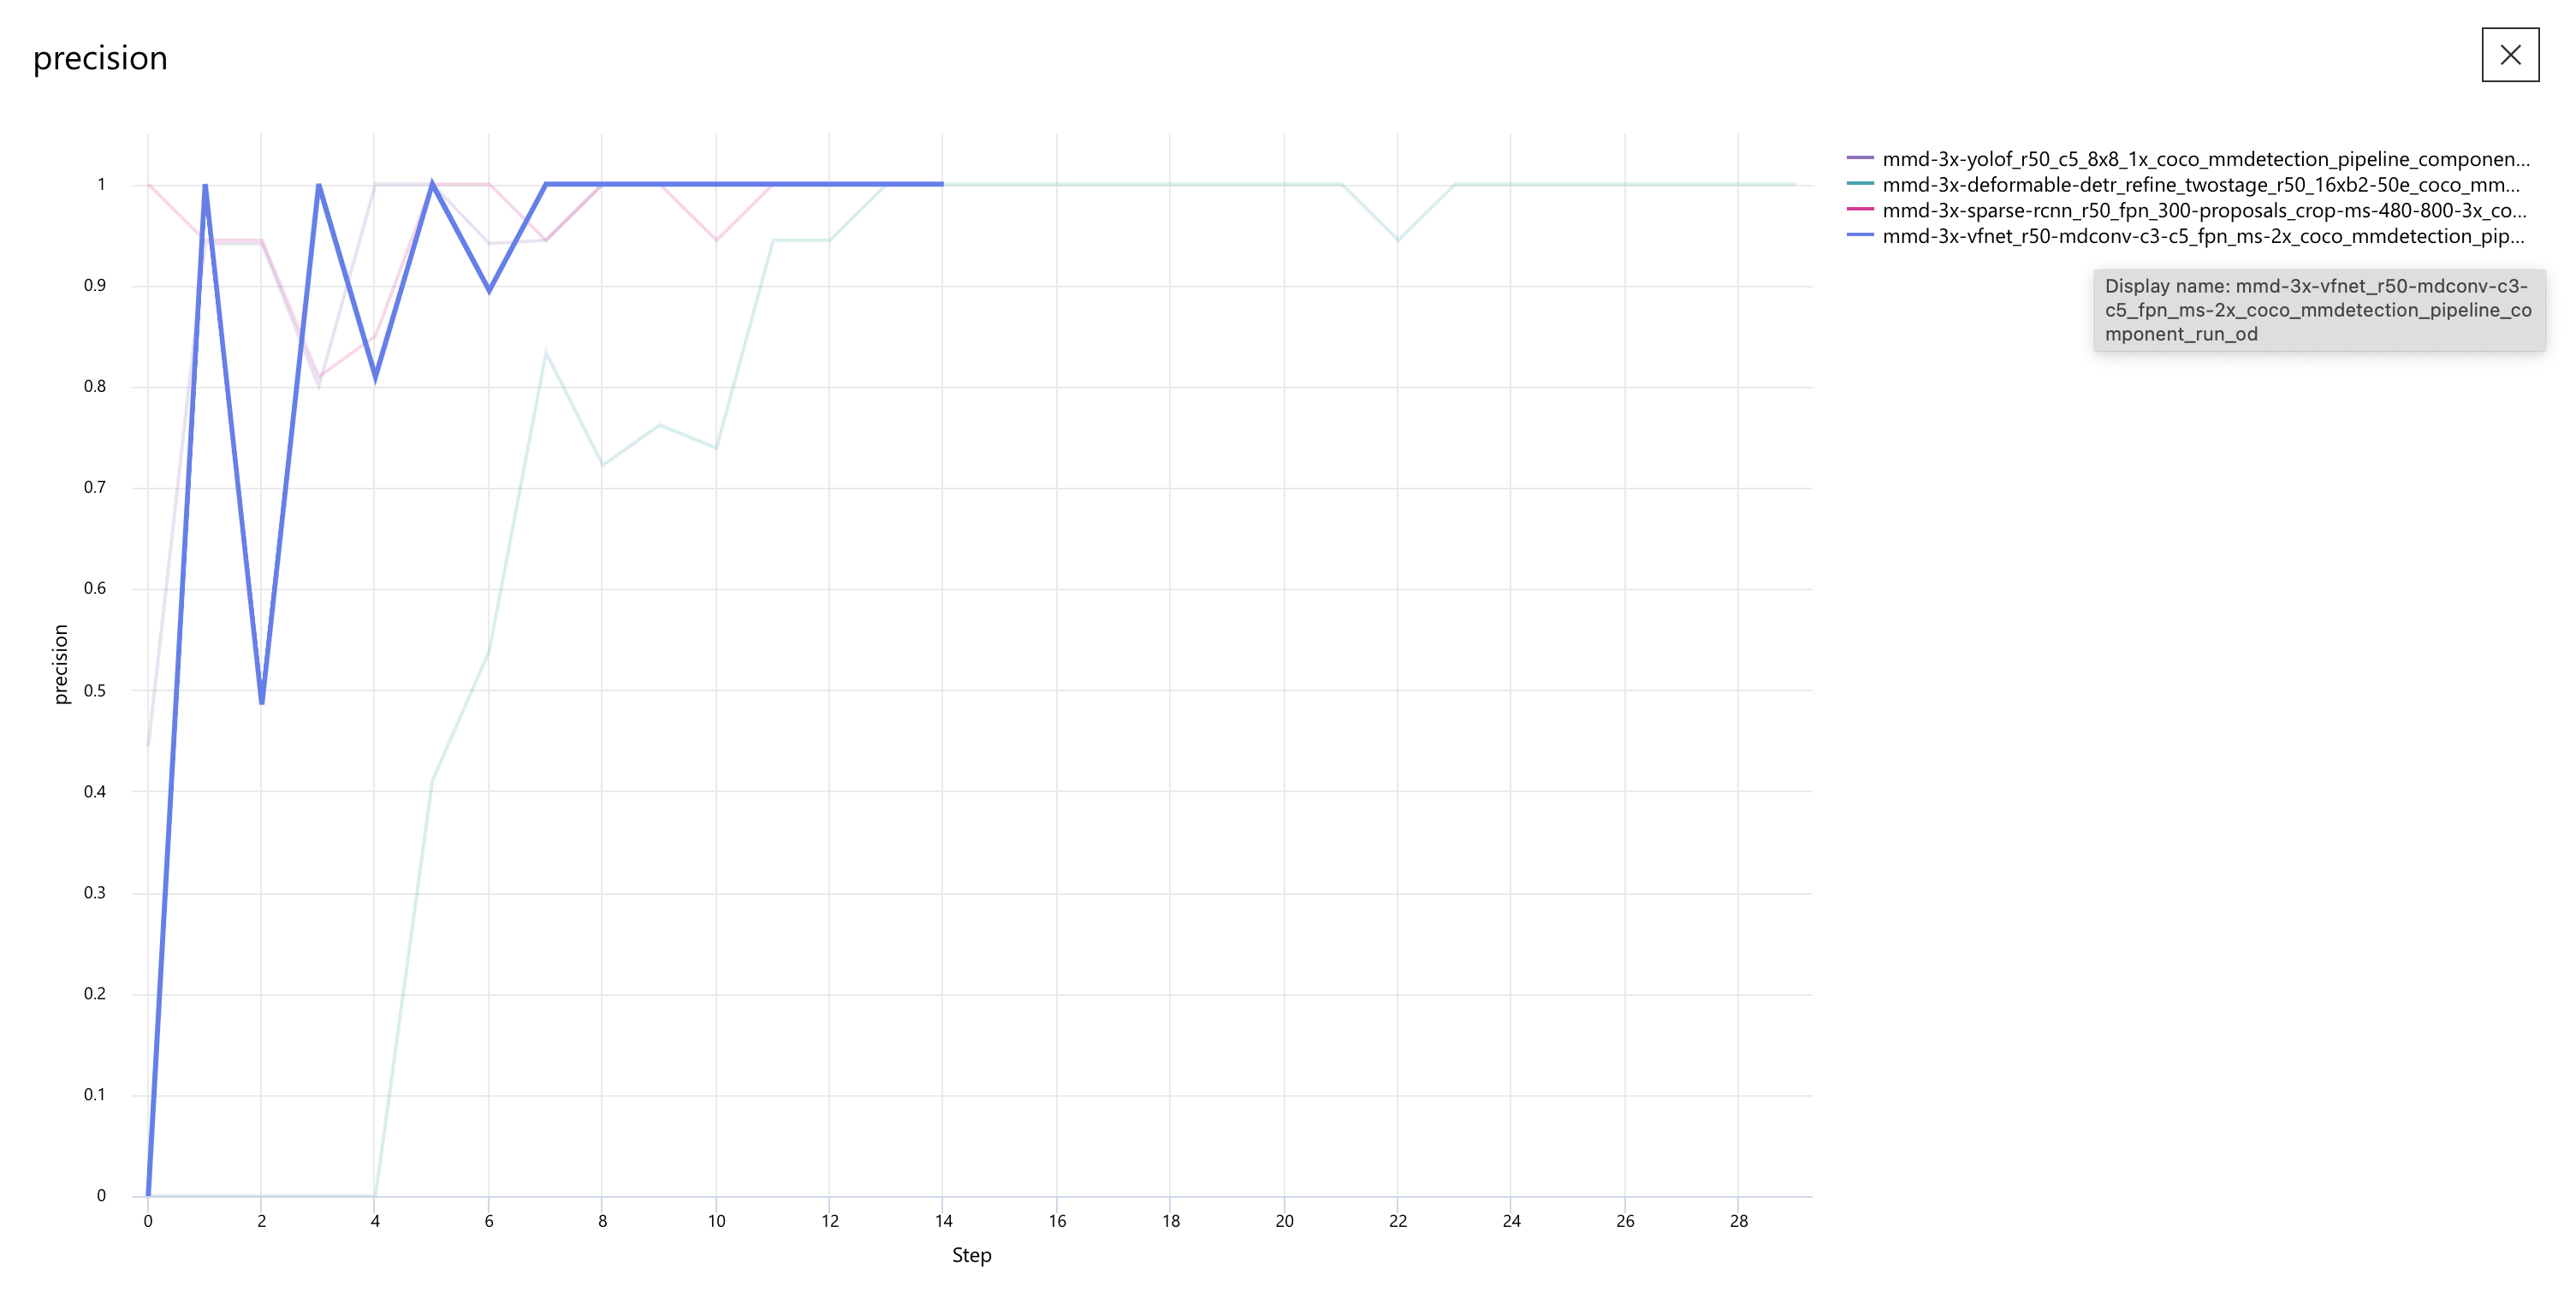 precision
mmd-3x-yolof_r50_c5_8x8_1x_coco_mmdetection_pipeline_componen...
mmd-3x-deformable-detr_refine_twostage_r50_16xb2-50e_coco_mm...
mmd-3x-sparse-rcnn_r50_fpn_300-proposals_crop-ms-480-800-3x_co...
mmd-3x-vfnet_r50-mdconv-c3-c5_fpn_ms-2x_coco_mmdetection_pip...
Display name: mmd-3x-vfnet_r50-mdconv-c3-
c5_fpn_ms-2x_coco_mmdetection_pipeline_co
mponent_run_od
1
0.9
0.8
0.7
0.6
0.5
0.4
0.3
0.2
0.1
0
precision
0 2 4 6 8 10 12 14 16 18 20 22 24 26 28
Step